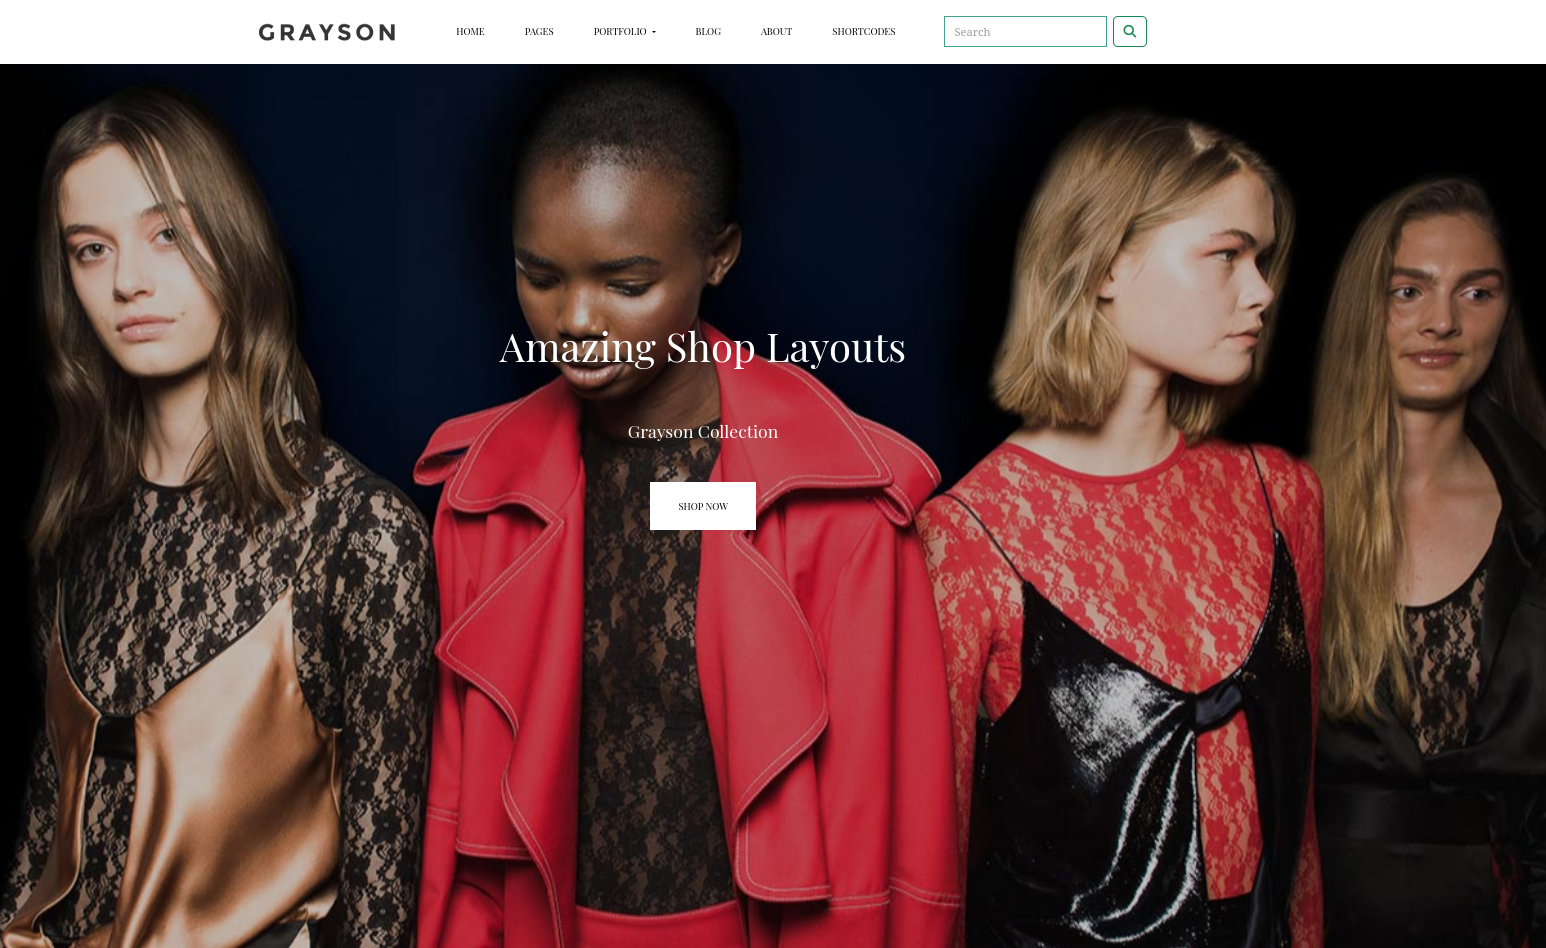 GRAYSON
HOME
PAGES
PORTFOLIO
BLOG
ABOUT
SHORTCODES
Search
Amazing Shop Layouts
Grayson Collection
SHOP NOW